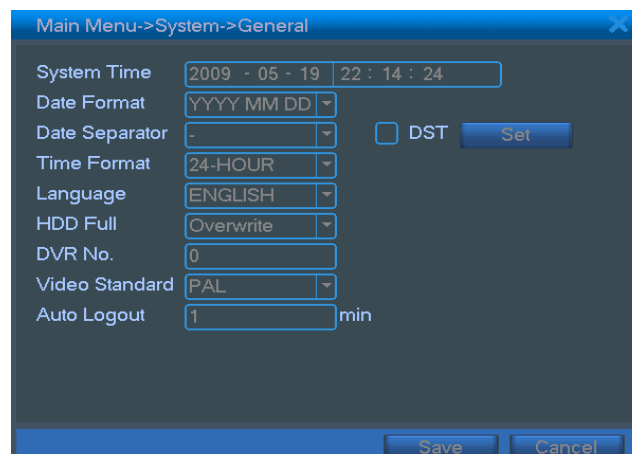 Main Menu->System->General
System Time 2009 - 05 - 19 22 : 14 : 24
Date Format YYYY MM DD
Date Separator - DST Set
Time Format 24-HOUR
Language ENGLISH
HDD Full Overwrite
DVR No. 0
Video Standard PAL
Auto Logout 1 min
Save Cancel